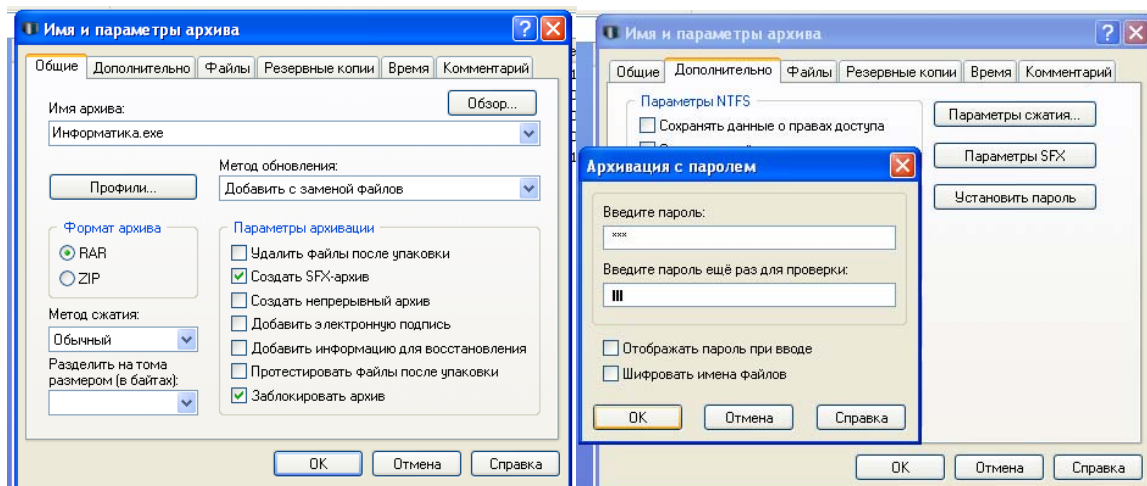 Имя и параметры архива
Общие Дополнительно Файлы Резервные копии Время Комментарий
Имя архива:
Обзор...
Информатика.exe
Метод обновления:
Профили...
Добавить с заменой файлов
Формат архива
RAR
ZIP
Метод сжатия:
Обычный
Разделить на тома
размером (в байтах):
Параметры архивации
Удалить файлы после упаковки
Создать SFX-архив
Создать непрерывный архив
Добавить электронную подпись
Добавить информацию для восстановления
Протестировать файлы после упаковки
Заблокировать архив
OK Отмена Справка
Имя и параметры архива
Общие Дополнительно Файлы Резервные копии Время Комментарий
Параметры NTFS
Сохранять данные о правах доступа
Параметры сжатия...
Параметры SFX
Установить пароль
Архивация с паролем
Введите пароль:
***
Введите пароль ещё раз для проверки:
Отображать пароль при вводе
Шифровать имена файлов
OK Отмена Справка
OK Отмена Справка